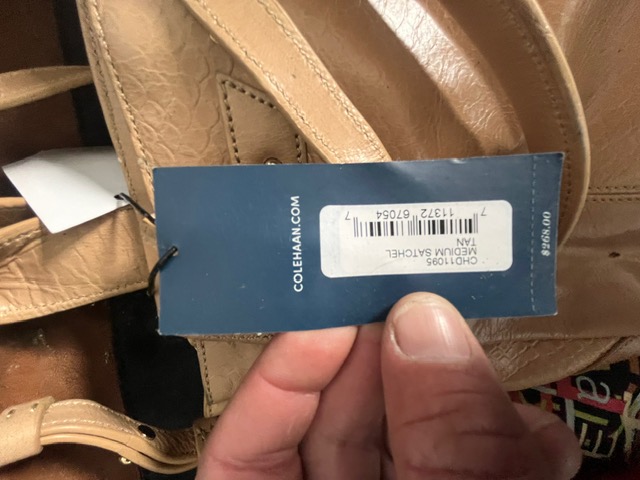 COLEHAAN.COM
CHD11095
MEDIUM SATCHEL
TAN
7 11372 67054 7
$268.00
a